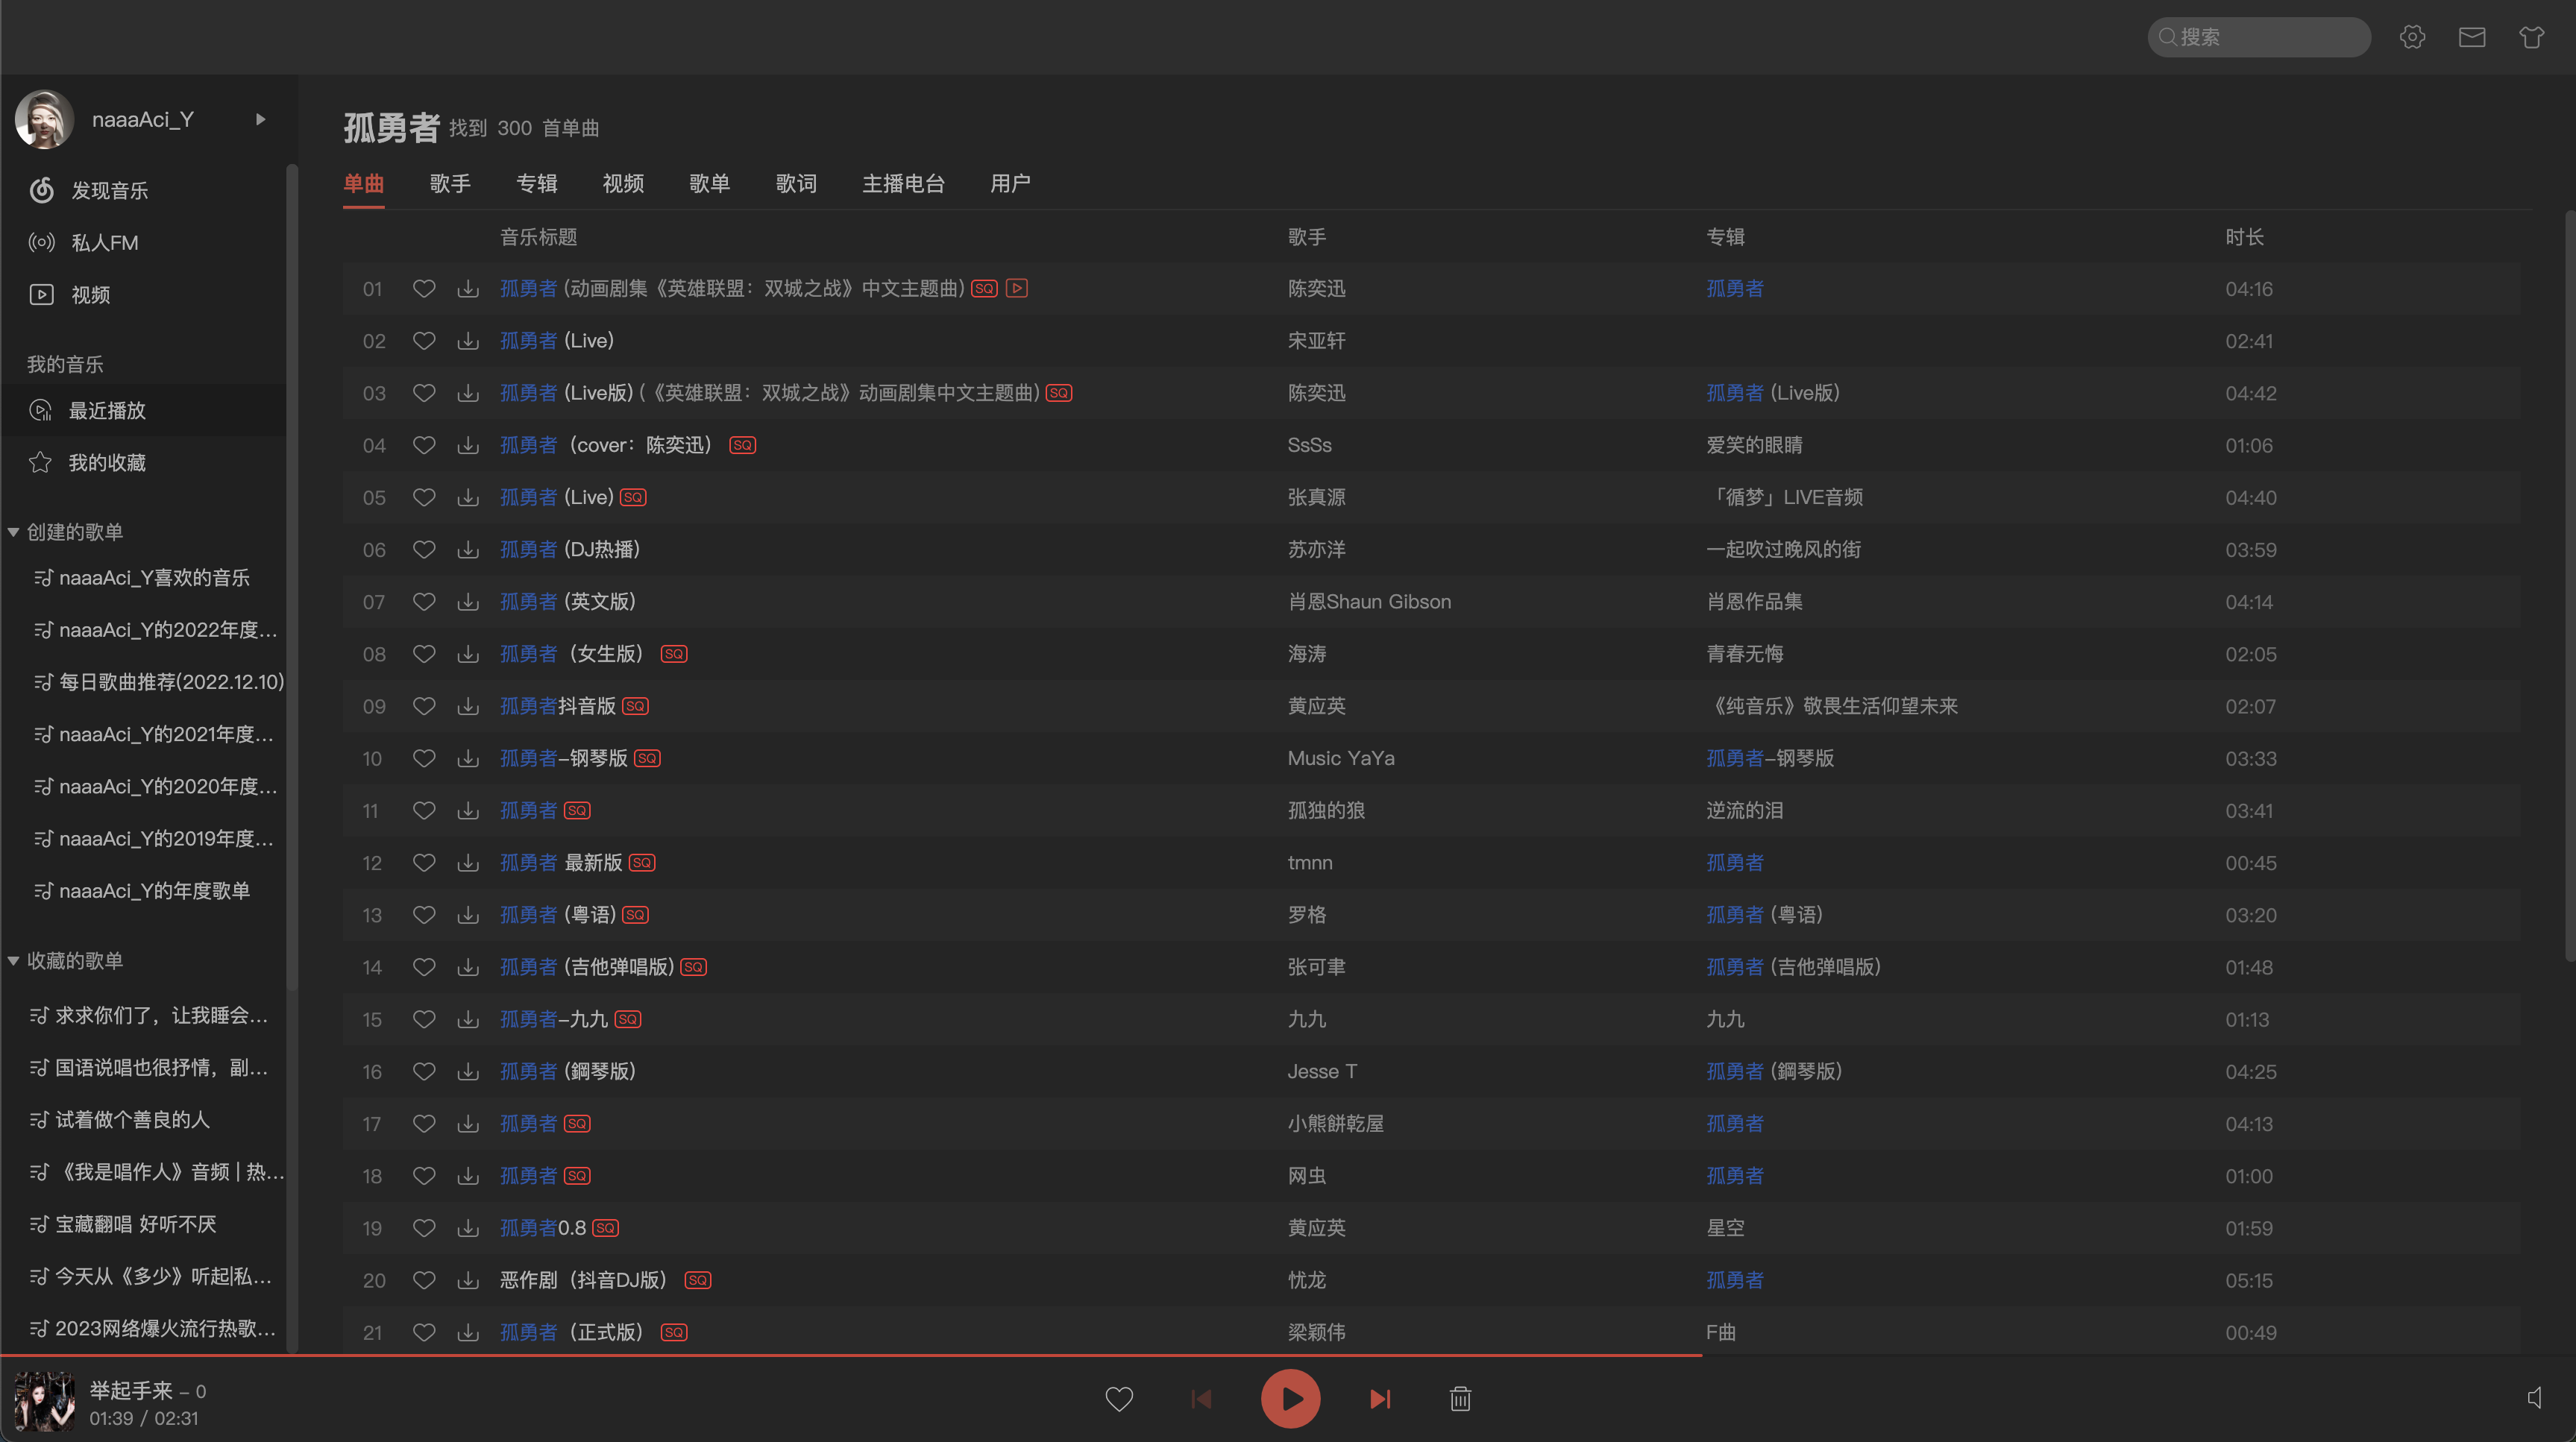 搜索
naaaAci_Y
发现音乐
私人FM
视频
我的音乐
最近播放
我的收藏
创建的歌单
naaaAci_Y喜欢的音乐
naaaAci_Y的2022年度...
每日歌曲推荐(2022.12.10)
naaaAci_Y的2021年度...
naaaAci_Y的2020年度...
naaaAci_Y的2019年度...
naaaAci_Y的年度歌单
收藏的歌单
求求你们了，让我睡会...
国语说唱也很抒情，副...
试着做个善良的人
《我是唱作人》音频 | 热...
宝藏翻唱 好听不厌
今天从《多少》听起|私...
2023网络爆火流行热歌...
孤勇者 找到 300 首单曲
单曲 歌手 专辑 视频 歌单 歌词 主播电台 用户
音乐标题 歌手 专辑 时长
01 孤勇者 (动画剧集《英雄联盟：双城之战》中文主题曲) SQ 陈奕迅 孤勇者 04:16
02 孤勇者 (Live) 宋亚轩 02:41
03 孤勇者 (Live版) (《英雄联盟：双城之战》动画剧集中文主题曲) SQ 陈奕迅 孤勇者 (Live版) 04:42
04 孤勇者（cover：陈奕迅） SQ SsSs 爱笑的眼睛 01:06
05 孤勇者 (Live) SQ 张真源 「循梦」LIVE音频 04:40
06 孤勇者 (DJ热播) 苏亦洋 一起吹过晚风的街 03:59
07 孤勇者 (英文版) 肖恩Shaun Gibson 肖恩作品集 04:14
08 孤勇者（女生版） SQ 海涛 青春无悔 02:05
09 孤勇者抖音版 SQ 黄应英 《纯音乐》敬畏生活仰望未来 02:07
10 孤勇者-钢琴版 SQ Music YaYa 孤勇者-钢琴版 03:33
11 孤勇者 SQ 孤独的狼 逆流的泪 03:41
12 孤勇者 最新版 SQ tmnn 孤勇者 00:45
13 孤勇者 (粤语) SQ 罗格 孤勇者 (粤语) 03:20
14 孤勇者 (吉他弹唱版) SQ 张可聿 孤勇者 (吉他弹唱版) 01:48
15 孤勇者-九九 SQ 九九 九九 01:13
16 孤勇者 (鋼琴版) Jesse T 孤勇者 (鋼琴版) 04:25
17 孤勇者 SQ 小熊餅乾屋 孤勇者 04:13
18 孤勇者 SQ 网虫 孤勇者 01:00
19 孤勇者0.8 SQ 黄应英 星空 01:59
20 恶作剧（抖音DJ版） SQ 忧龙 孤勇者 05:15
21 孤勇者（正式版） SQ 梁颖伟 F曲 00:49
举起手来 - 0
01:39 / 02:31